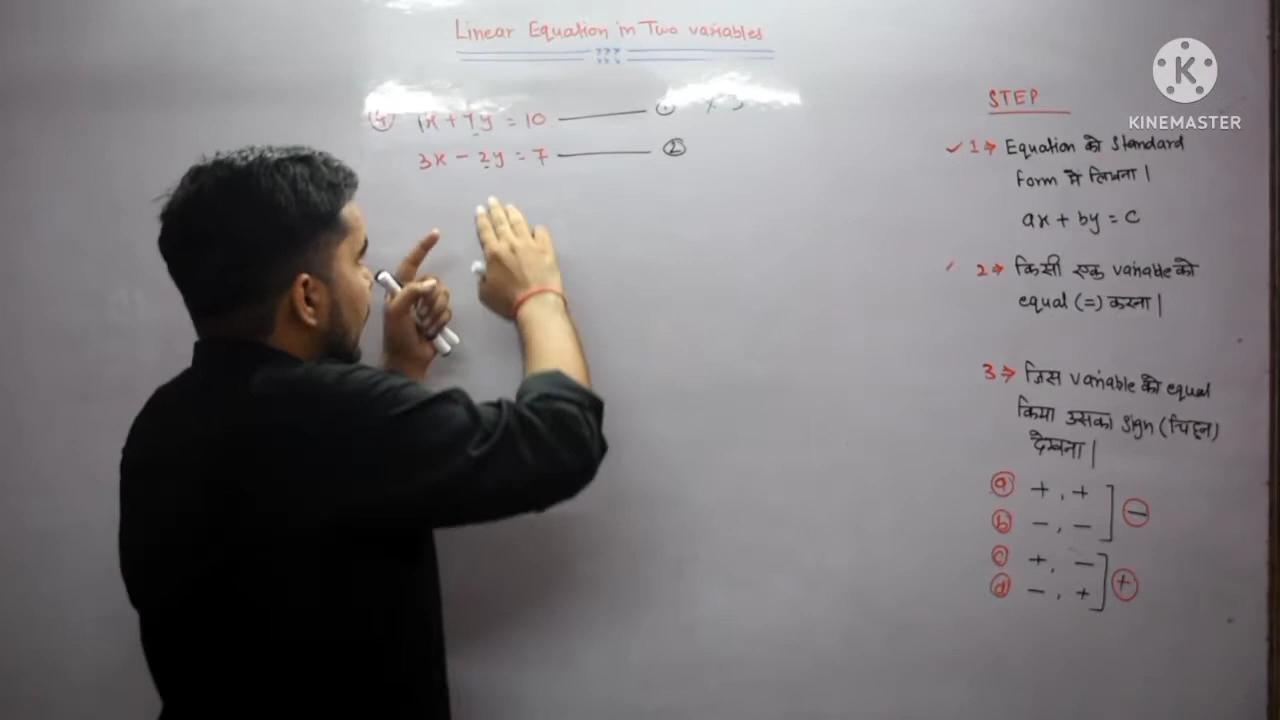 Linear Equation in Two variables
x + y = 10
3x - 2y = 7 ②
STEP
KINEMASTER
✓ 1⇒ Equation को Standard
form में लिखना |
ax + by = c
2⇒ किसी एक variable को
equal (=) करना |
3⇒ जिस variable को equal
किया उसका sign (चिह्न)
देखना |
ⓐ +, +
ⓑ -, - ] ⊖
ⓒ +, -
ⓓ -, + ] ⊕